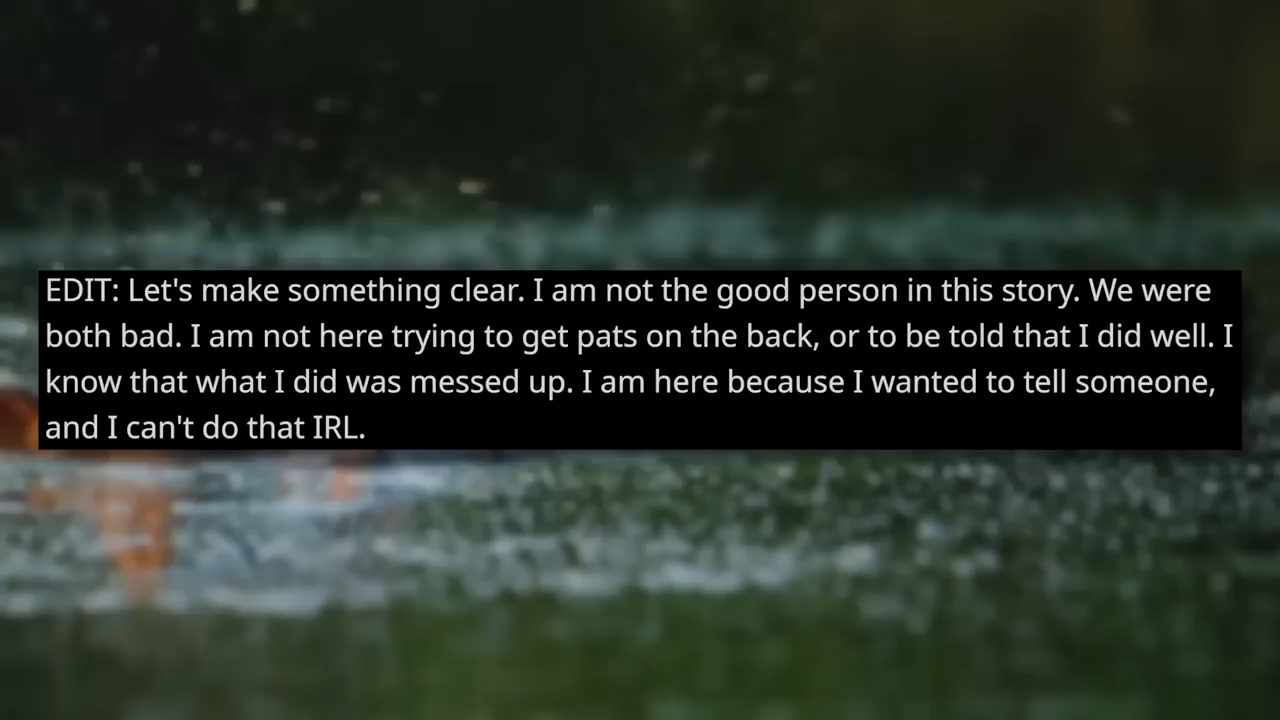 EDIT: Let's make something clear. I am not the good person in this story. We were
both bad. I am not here trying to get pats on the back, or to be told that I did well. I
know that what I did was messed up. I am here because I wanted to tell someone,
and I can't do that IRL.